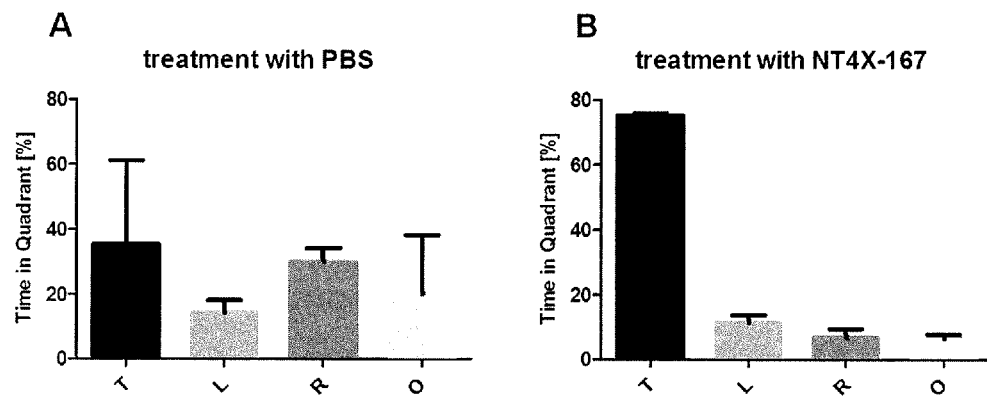 A
treatment with PBS
Time in Quadrant [%]
80
60
40
20
0
T
L
R
O
B
treatment with NT4X-167
Time in Quadrant [%]
80
60
40
20
0
T
L
R
O